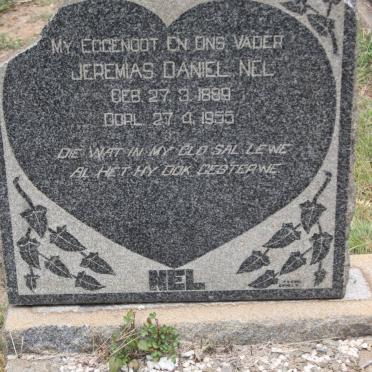 MY EGGENOOT EN ONS VADER
JEREMIAS DANIEL NEL
GEB. 27. 3. 1889
OORL. 27. 4. 1955
DIE WAT IN MY GLO SAL LEWE
AL HET HY OOK GESTERWE
NEL